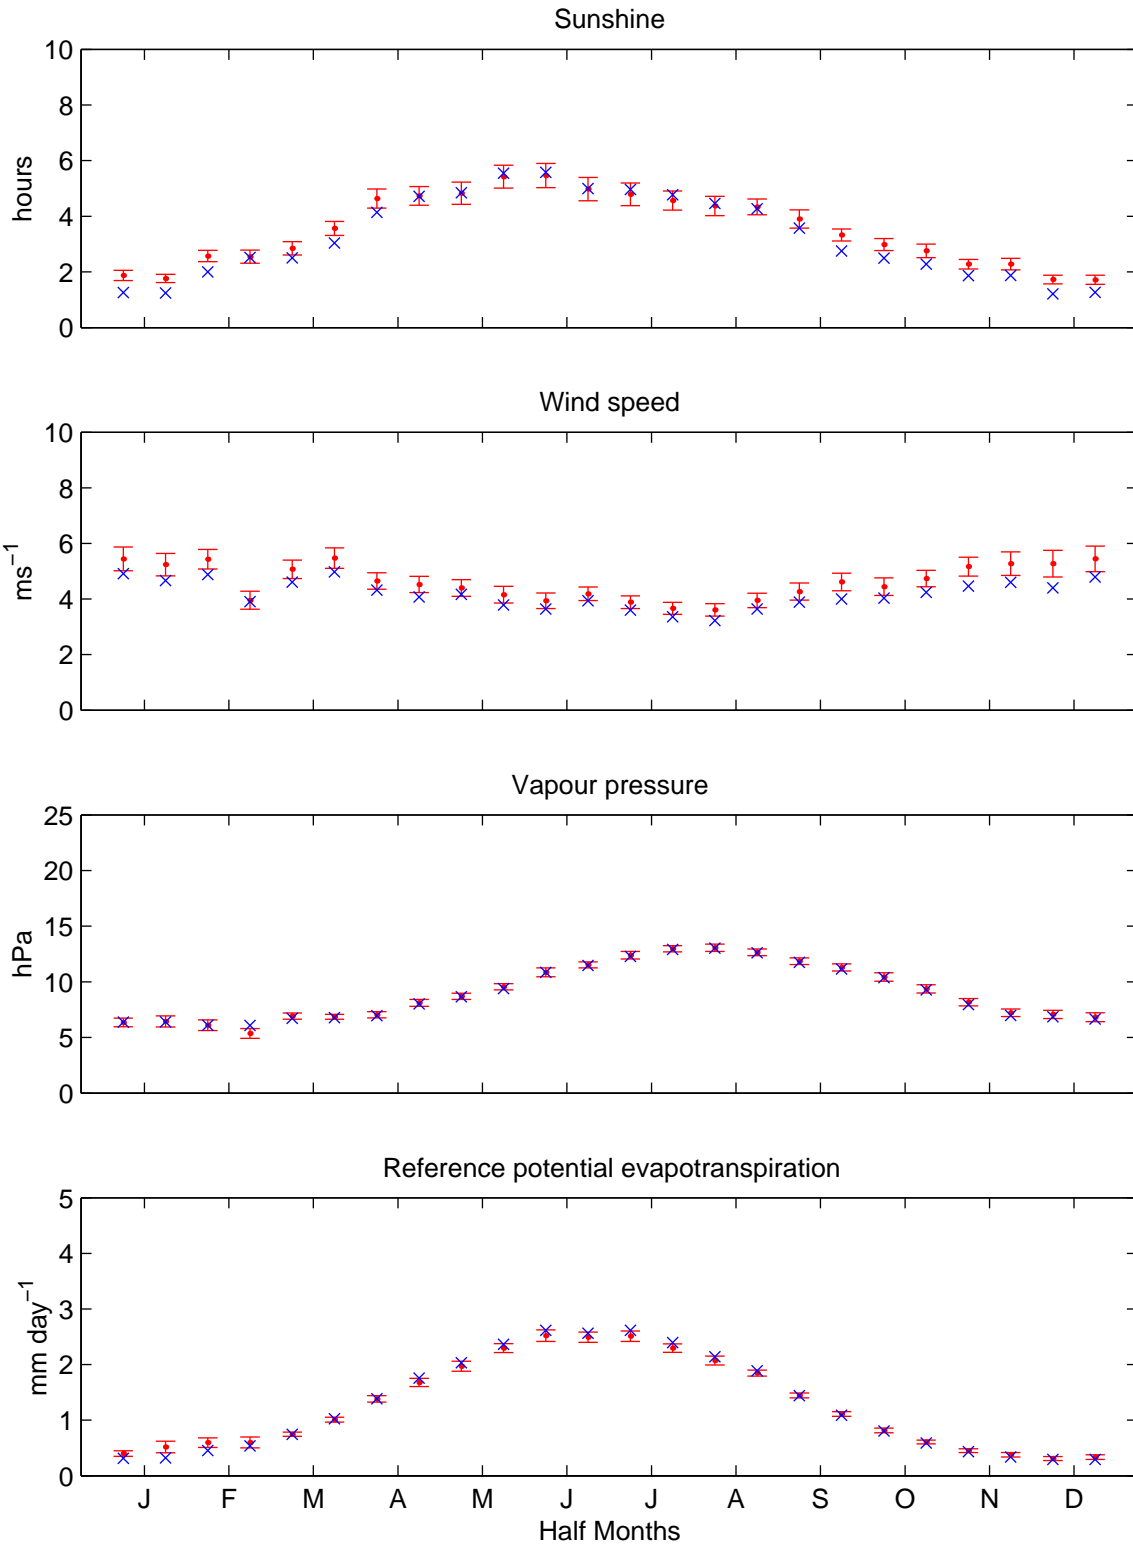 Sunshine
10
8
6
4
2
0
hours
Wind speed
10
8
6
4
2
0
ms⁻¹
Vapour pressure
25
20
15
10
5
0
hPa
Reference potential evapotranspiration
5
4
3
2
1
0
mm day⁻¹
J F M A M J J A S O N D
Half Months